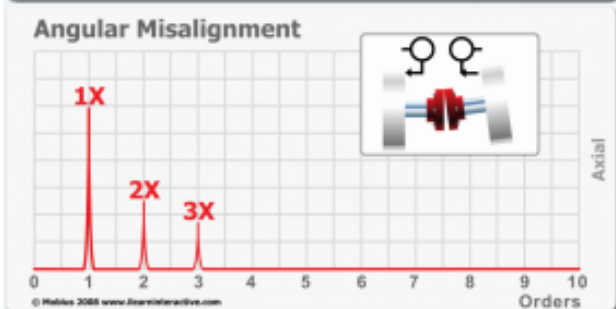 Angular Misalignment
1X
2X
3X
Axial
0 1 2 3 4 5 6 7 8 9 10
© Mobius 2008 www.ilearninteractive.com
Orders